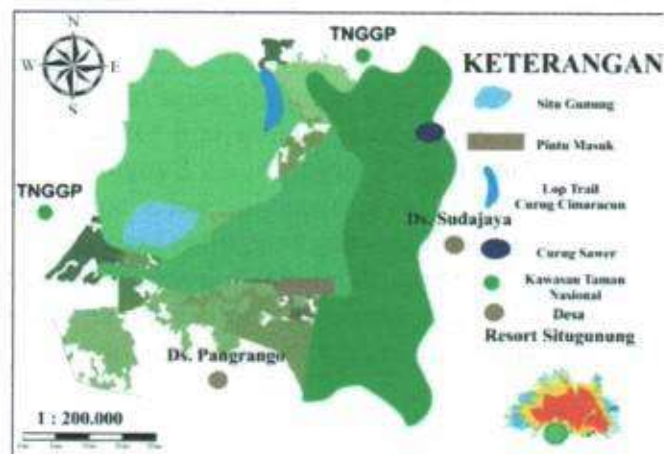 N
W E
S
TNGGP
KETERANGAN
Situ Gunung
Pintu Masuk
TNGGP
Lop Trail
Curug Cimaracun
Ds. Sudajaya
Curug Sawer
Kawasan Taman
Nasional
Desa
Resort Situgunung
Ds. Pangrango
1 : 200.000